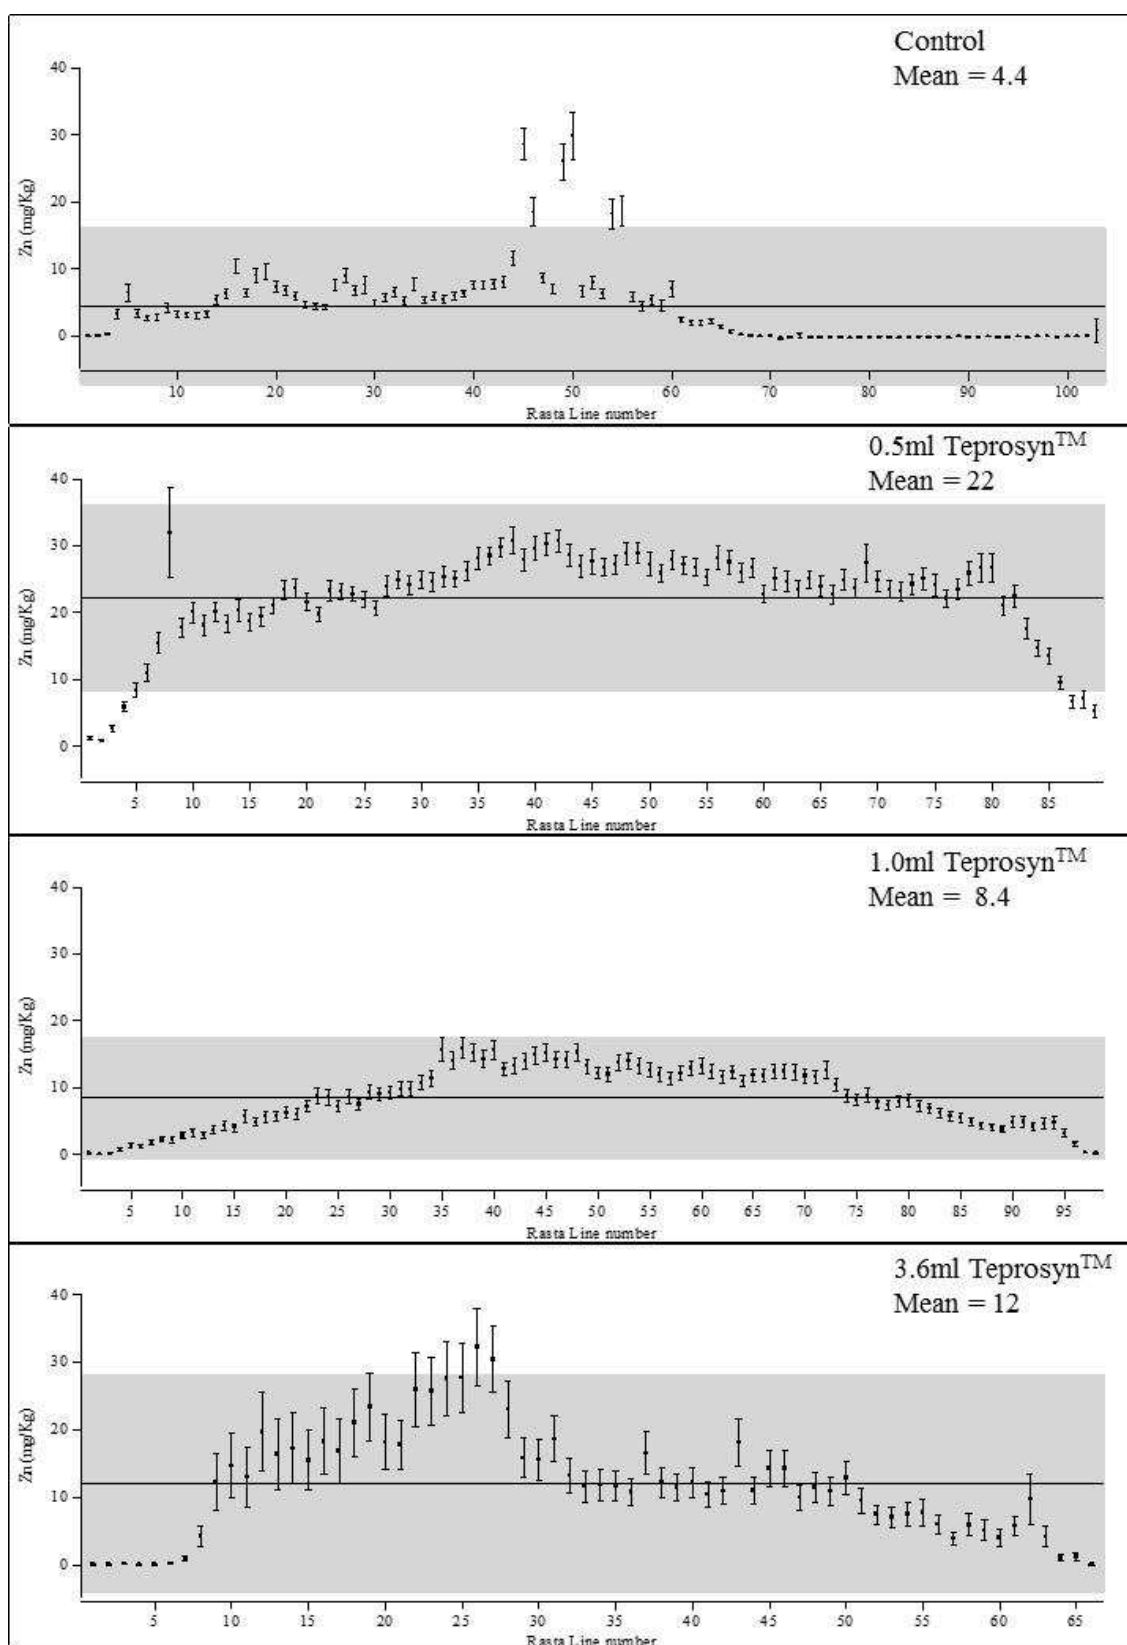 Control
Mean = 4.4
40
30
20
10
0
Zn (mg/Kg)
10 20 30 40 50 60 70 80 90 100
Rasta Line number
0.5ml Teprosyn™
Mean = 22
40
30
20
10
0
Zn (mg/Kg)
5 10 15 20 25 30 35 40 45 50 55 60 65 70 75 80 85
Rasta Line number
1.0ml Teprosyn™
Mean = 8.4
40
30
20
10
0
Zn (mg/Kg)
5 10 15 20 25 30 35 40 45 50 55 60 65 70 75 80 85 90 95
Rasta Line number
3.6ml Teprosyn™
Mean = 12
40
30
20
10
0
Zn (mg/Kg)
5 10 15 20 25 30 35 40 45 50 55 60 65
Rasta Line number